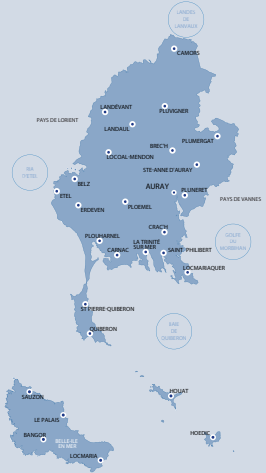 LANDES
DE
LANVAUX
CAMORS
LANDÉVANT
PLUVIGNER
PAYS DE LORIENT
LANDAUL
PLUMERGAT
BREC'H
LOCOAL-MENDON
STE-ANNE D'AURAY
RIA
D'ETEL
BELZ
AURAY
PLUNERET
ETEL
PAYS DE VANNES
ERDEVEN
PLOEMEL
CRAC'H
PLOUHARNEL
LA TRINITÉ
SUR MER
GOLFE
DU
MORBIHAN
CARNAC
SAINT-PHILIBERT
LOCMARIAQUER
ST PIERRE-QUIBERON
QUIBERON
BAIE
DE
QUIBERON
HOUAT
SAUZON
LE PALAIS
HOEDIC
BANGOR
BELLE-ILE
EN MER
LOCMARIA